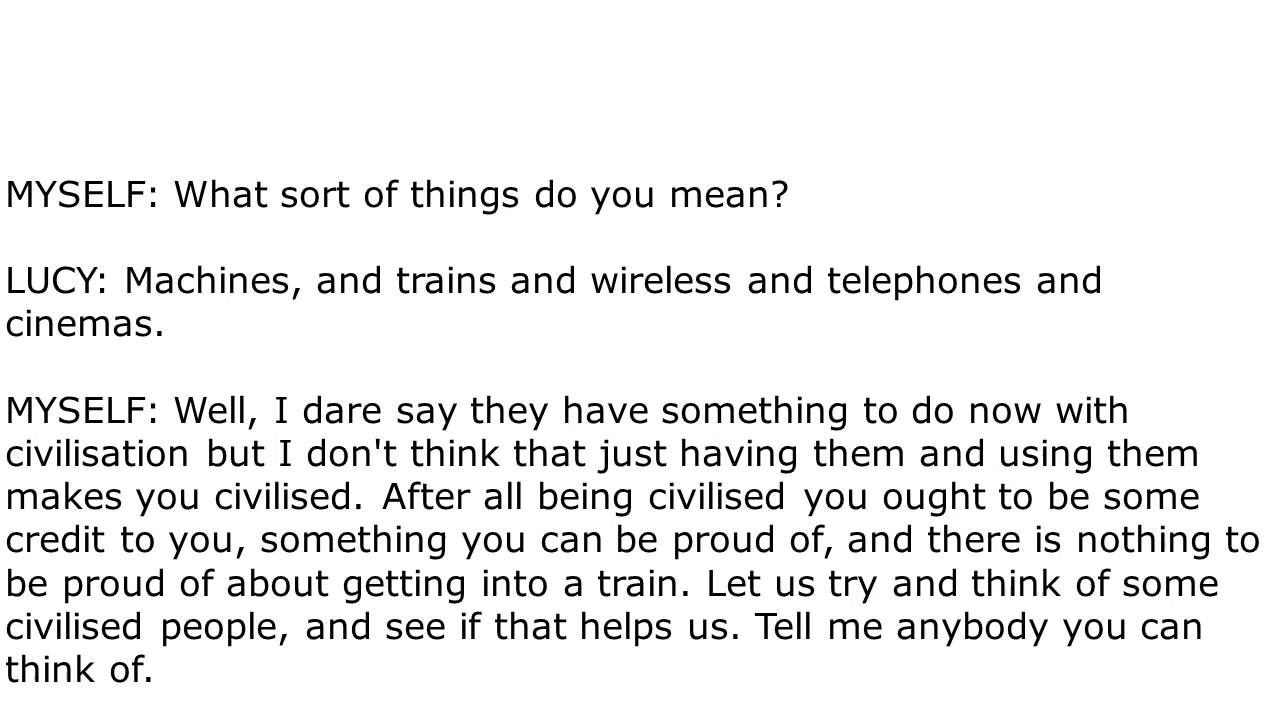 MYSELF: What sort of things do you mean?
LUCY: Machines, and trains and wireless and telephones and
cinemas.
MYSELF: Well, I dare say they have something to do now with
civilisation but I don't think that just having them and using them
makes you civilised. After all being civilised you ought to be some
credit to you, something you can be proud of, and there is nothing to
be proud of about getting into a train. Let us try and think of some
civilised people, and see if that helps us. Tell me anybody you can
think of.